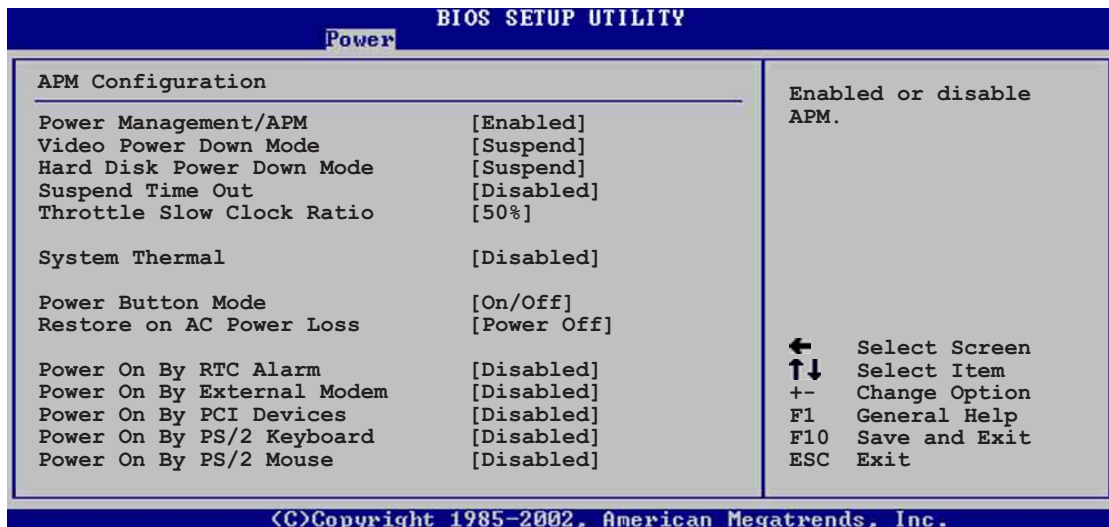 BIOS SETUP UTILITY
Power
APM Configuration
Power Management/APM [Enabled]
Video Power Down Mode [Suspend]
Hard Disk Power Down Mode [Suspend]
Suspend Time Out [Disabled]
Throttle Slow Clock Ratio [50%]
System Thermal [Disabled]
Power Button Mode [On/Off]
Restore on AC Power Loss [Power Off]
Power On By RTC Alarm [Disabled]
Power On By External Modem [Disabled]
Power On By PCI Devices [Disabled]
Power On By PS/2 Keyboard [Disabled]
Power On By PS/2 Mouse [Disabled]
Enabled or disable
APM.
← Select Screen
↑↓ Select Item
+- Change Option
F1 General Help
F10 Save and Exit
ESC Exit
(C)Copyright 1985-2002, American Megatrends, Inc.